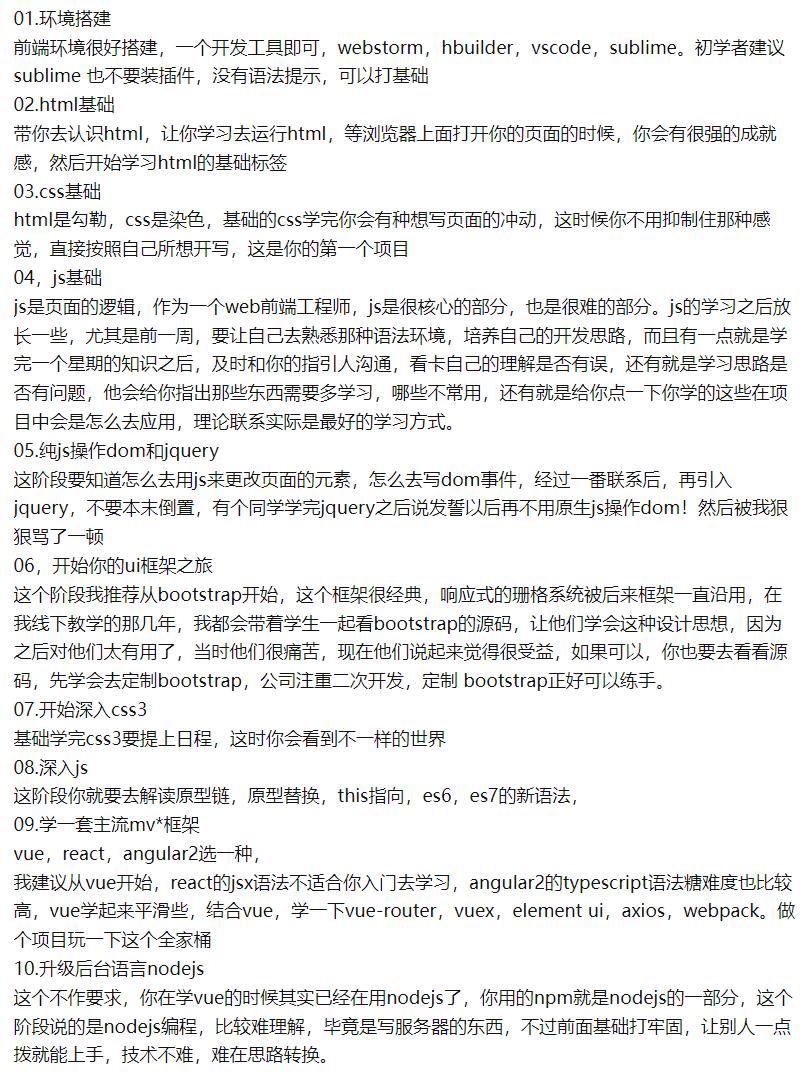 01.环境搭建
前端环境很好搭建，一个开发工具即可，webstorm，hbuilder，vscode，sublime。初学者建议
sublime 也不要装插件，没有语法提示，可以打基础
02.html基础
带你去认识html，让你学习去运行html，等浏览器上面打开你的页面的时候，你会有很强的成就
感，然后开始学习html的基础标签
03.css基础
html是勾勒，css是染色，基础的css学完你会有种想写页面的冲动，这时候你不用抑制住那种感
觉，直接按照自己所想开写，这是你的第一个项目
04，js基础
js是页面的逻辑，作为一个web前端工程师，js是很核心的部分，也是很难的部分。js的学习之后放
长一些，尤其是前一周，要让自己去熟悉那种语法环境，培养自己的开发思路，而且有一点就是学
完一个星期的知识之后，及时和你的指引人沟通，看卡自己的理解是否有误，还有就是学习思路是
否有问题，他会给你指出那些东西需要多学习，哪些不常用，还有就是给你点一下你学的这些在项
目中会是怎么去应用，理论联系实际是最好的学习方式。
05.纯js操作dom和jquery
这阶段要知道怎么去用js来更改页面的元素，怎么去写dom事件，经过一番联系后，再引入
jquery，不要本末倒置，有个同学学完jquery之后说发誓以后再不用原生js操作dom！然后被我狠
狠骂了一顿
06，开始你的ui框架之旅
这个阶段我推荐从bootstrap开始，这个框架很经典，响应式的珊格系统被后来框架一直沿用，在
我线下教学的那几年，我都会带着学生一起看bootstrap的源码，让他们学会这种设计思想，因为
之后对他们太有用了，当时他们很痛苦，现在他们说起来觉得很受益，如果可以，你也要去看看源
码，先学会去定制bootstrap，公司注重二次开发，定制 bootstrap正好可以练手。
07.开始深入css3
基础学完css3要提上日程，这时你会看到不一样的世界
08.深入js
这阶段你就要去解读原型链，原型替换，this指向，es6，es7的新语法，
09.学一套主流mv*框架
vue，react，angular2选一种，
我建议从vue开始，react的jsx语法不适合你入门去学习，angular2的typescript语法糖难度也比较
高，vue学起来平滑些，结合vue，学一下vue-router，vuex，element ui，axios，webpack。做
个项目玩一下这个全家桶
10.升级后台语言nodejs
这个不作要求，你在学vue的时候其实已经在用nodejs了，你用的npm就是nodejs的一部分，这个
阶段说的是nodejs编程，比较难理解，毕竟是写服务器的东西，不过前面基础打牢固，让别人一点
拨就能上手，技术不难，难在思路转换。